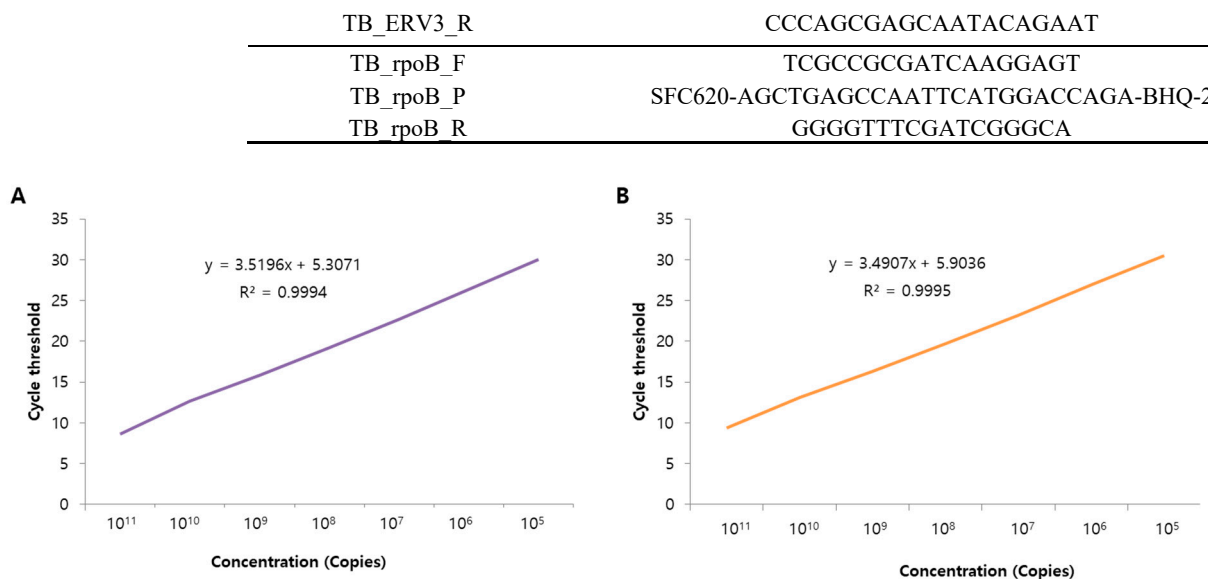 TB_ERV3_R CCCAGCGAGCAATACAGAAT
TB_rpoB_F TCGCCGCGATCAAGGAGT
TB_rpoB_P SFC620-AGCTGAGCCAATTCATGGACCAGA-BHQ-2
TB_rpoB_R GGGGTTTCGATCGGGCA
A
35
30
25
20
15
10
5
0
Cycle threshold
y = 3.5196x + 5.3071
R² = 0.9994
10¹¹ 10¹⁰ 10⁹ 10⁸ 10⁷ 10⁶ 10⁵
Concentration (Copies)
B
35
30
25
20
15
10
5
0
Cycle threshold
y = 3.4907x + 5.9036
R² = 0.9995
10¹¹ 10¹⁰ 10⁹ 10⁸ 10⁷ 10⁶ 10⁵
Concentration (Copies)